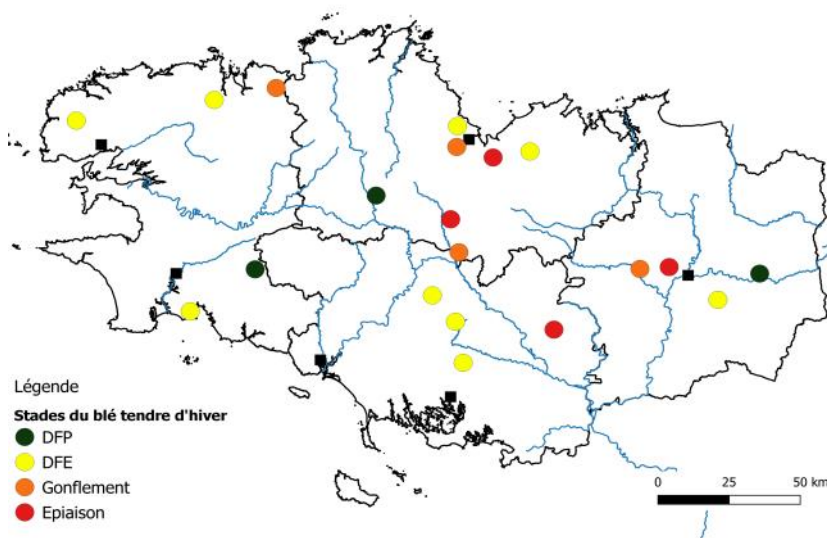 Légende
Stades du blé tendre d'hiver
DFP
DFE
Gonflement
Epiaison
0 25 50 km